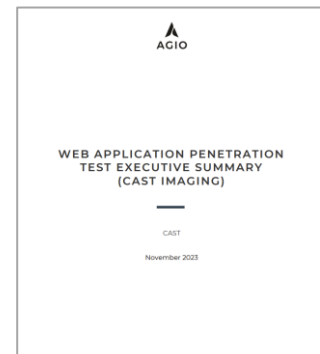 AGIO
WEB APPLICATION PENETRATION
TEST EXECUTIVE SUMMARY
(CAST IMAGING)
CAST
November 2023